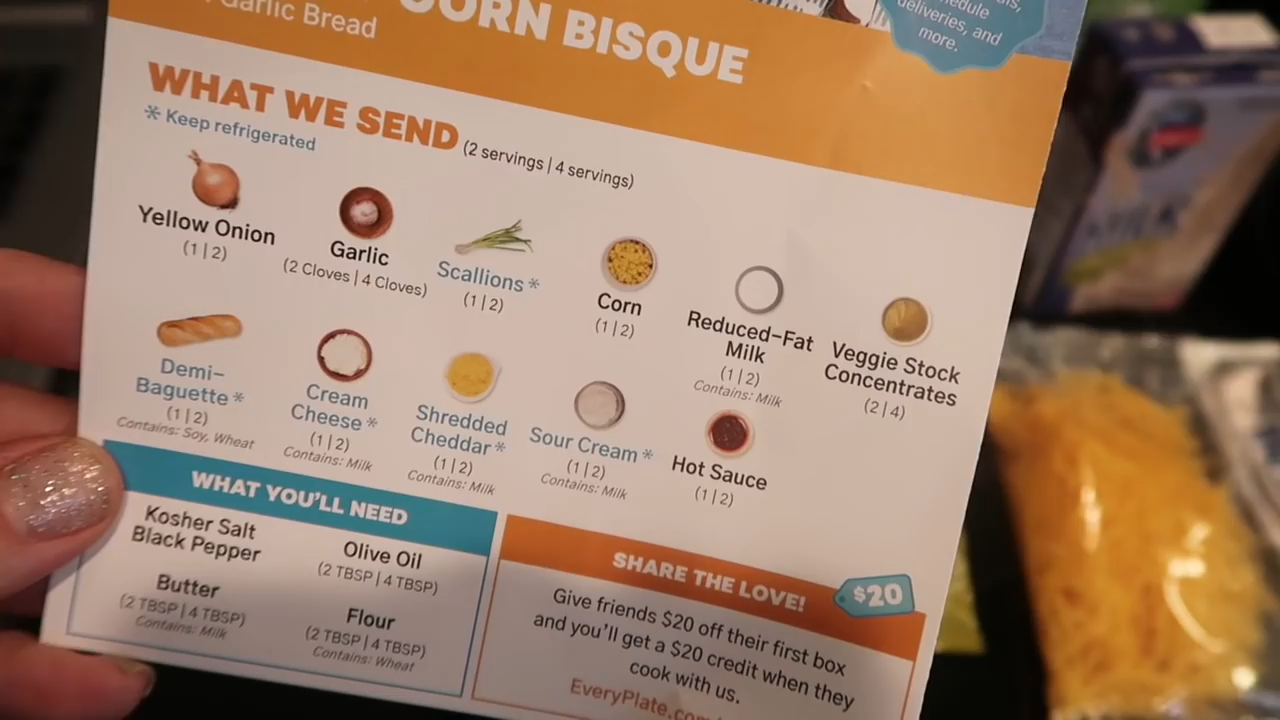 CORN BISQUE
Garlic Bread
deliveries, and
more.
WHAT WE SEND (2 servings | 4 servings)
* Keep refrigerated
Yellow Onion
(1 | 2)
Garlic
(2 Cloves | 4 Cloves)
Scallions *
(1 | 2)
Corn
(1 | 2)
Reduced-Fat
Milk
(1 | 2)
Contains: Milk
Veggie Stock
Concentrates
(2 | 4)
Demi-
Baguette *
(1 | 2)
Contains: Soy, Wheat
Cream
Cheese *
(1 | 2)
Contains: Milk
Shredded
Cheddar *
(1 | 2)
Contains: Milk
Sour Cream *
(1 | 2)
Contains: Milk
Hot Sauce
(1 | 2)
WHAT YOU'LL NEED
Kosher Salt
Black Pepper
Butter
(2 TBSP | 4 TBSP)
Contains: Milk
Olive Oil
(2 TBSP | 4 TBSP)
Flour
(2 TBSP | 4 TBSP)
Contains: Wheat
SHARE THE LOVE!
$20
Give friends $20 off their first box
and you'll get a $20 credit when they
cook with us.
EveryPlate.com
MILK